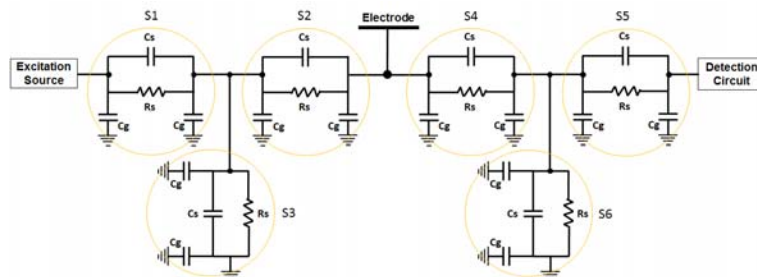 S1
S2
Electrode
S4
S5
Cs
Cs
Cs
Cs
Excitation
Source
Detection
Circuit
Rs
Rs
Rs
Rs
Cg
Cg
Cg
Cg
Cg
Cg
Cg
Cg
Cg
Cs
Rs
S3
Cg
Cg
Cs
Rs
S6
Cg